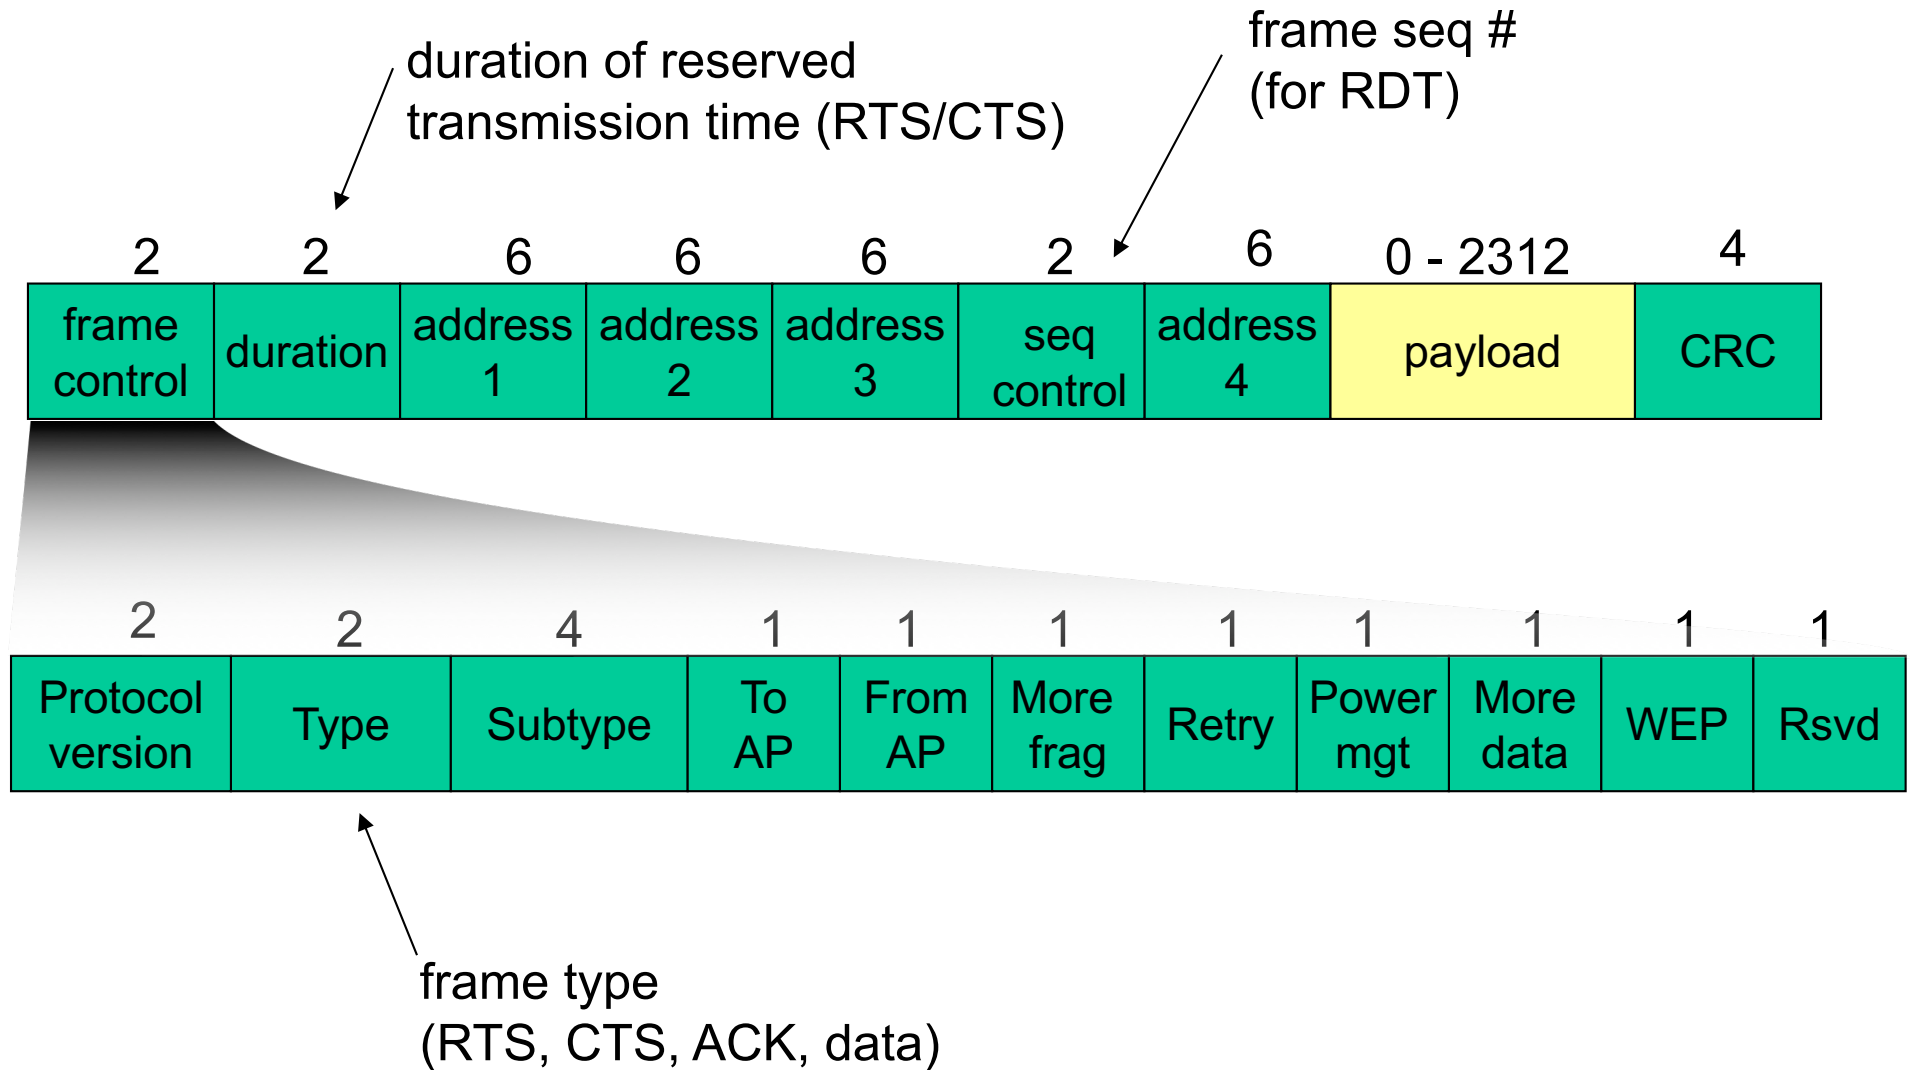 duration of reserved
transmission time (RTS/CTS)
frame seq #
(for RDT)
2 2 6 6 6 2 6 0 - 2312 4
frame control
duration
address 1
address 2
address 3
seq control
address 4
payload
CRC
2 2 4 1 1 1 1 1 1 1 1
Protocol version
Type
Subtype
To AP
From AP
More frag
Retry
Power mgt
More data
WEP
Rsvd
frame type
(RTS, CTS, ACK, data)